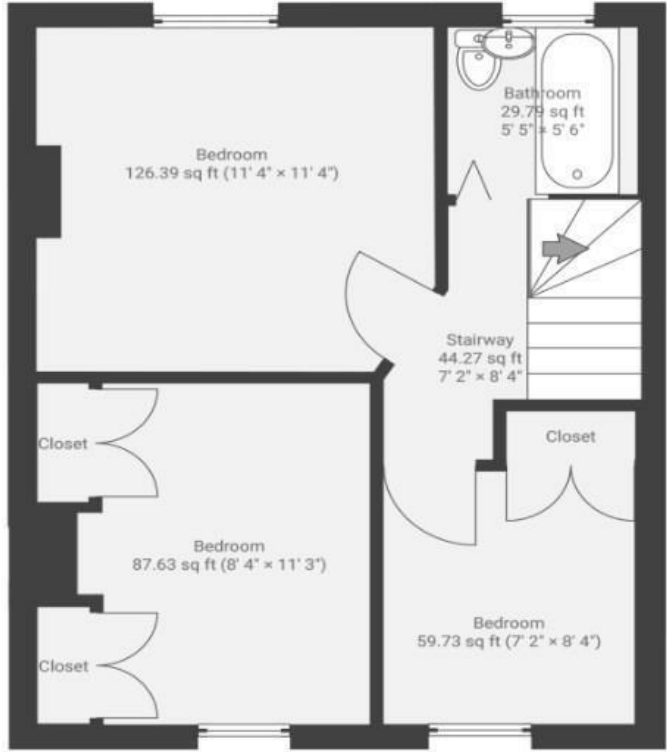 Bathroom
29.79 sq ft
5' 5" × 5' 6"
Bedroom
126.39 sq ft (11' 4" × 11' 4")
Stairway
44.27 sq ft
7' 2" × 8' 4"
Closet
Closet
Bedroom
87.63 sq ft (8' 4" × 11' 3")
Bedroom
59.73 sq ft (7' 2" × 8' 4")
Closet